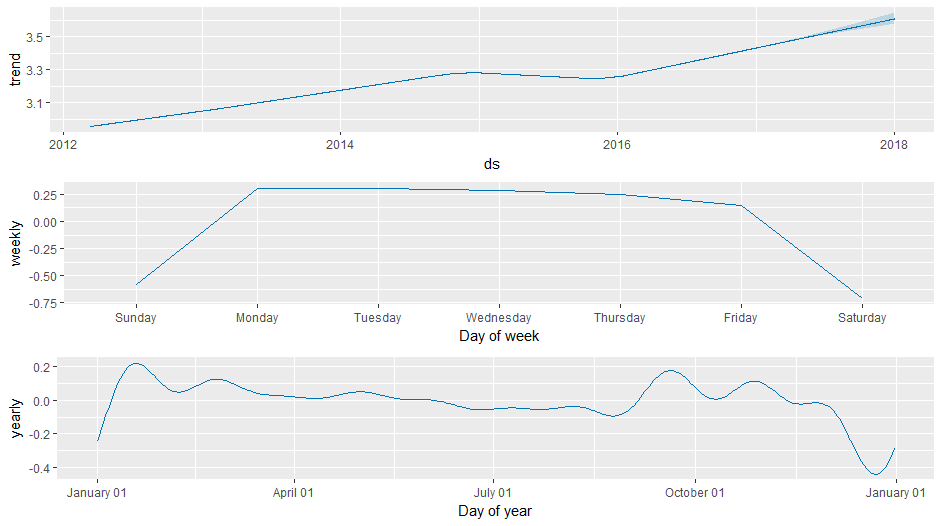 trend
3.5
3.3
3.1
2012 2014 2016 2018
ds
weekly
0.25
0.00
-0.25
-0.50
-0.75
Sunday Monday Tuesday Wednesday Thursday Friday Saturday
Day of week
yearly
0.2
0.0
-0.2
-0.4
January 01 April 01 July 01 October 01 January 01
Day of year